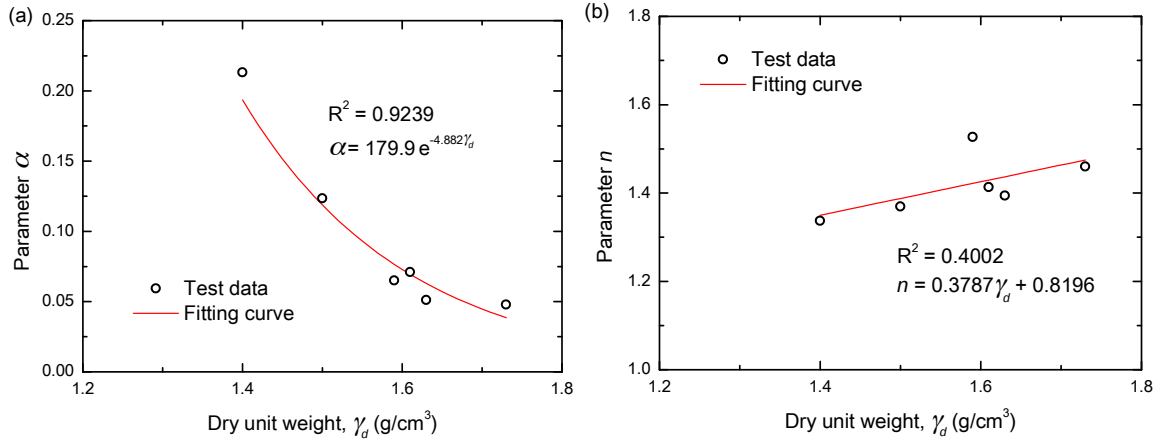 (a)
0.25
0.20
0.15
0.10
0.05
0.00
1.2 1.4 1.6 1.8
Parameter α
Dry unit weight, γd (g/cm³)
R² = 0.9239
α = 179.9 e^-4.882γd
Test data
Fitting curve
(b)
1.8
1.6
1.4
1.2
1.0
1.2 1.4 1.6 1.8
Parameter n
Dry unit weight, γd (g/cm³)
Test data
Fitting curve
R² = 0.4002
n = 0.3787γd + 0.8196